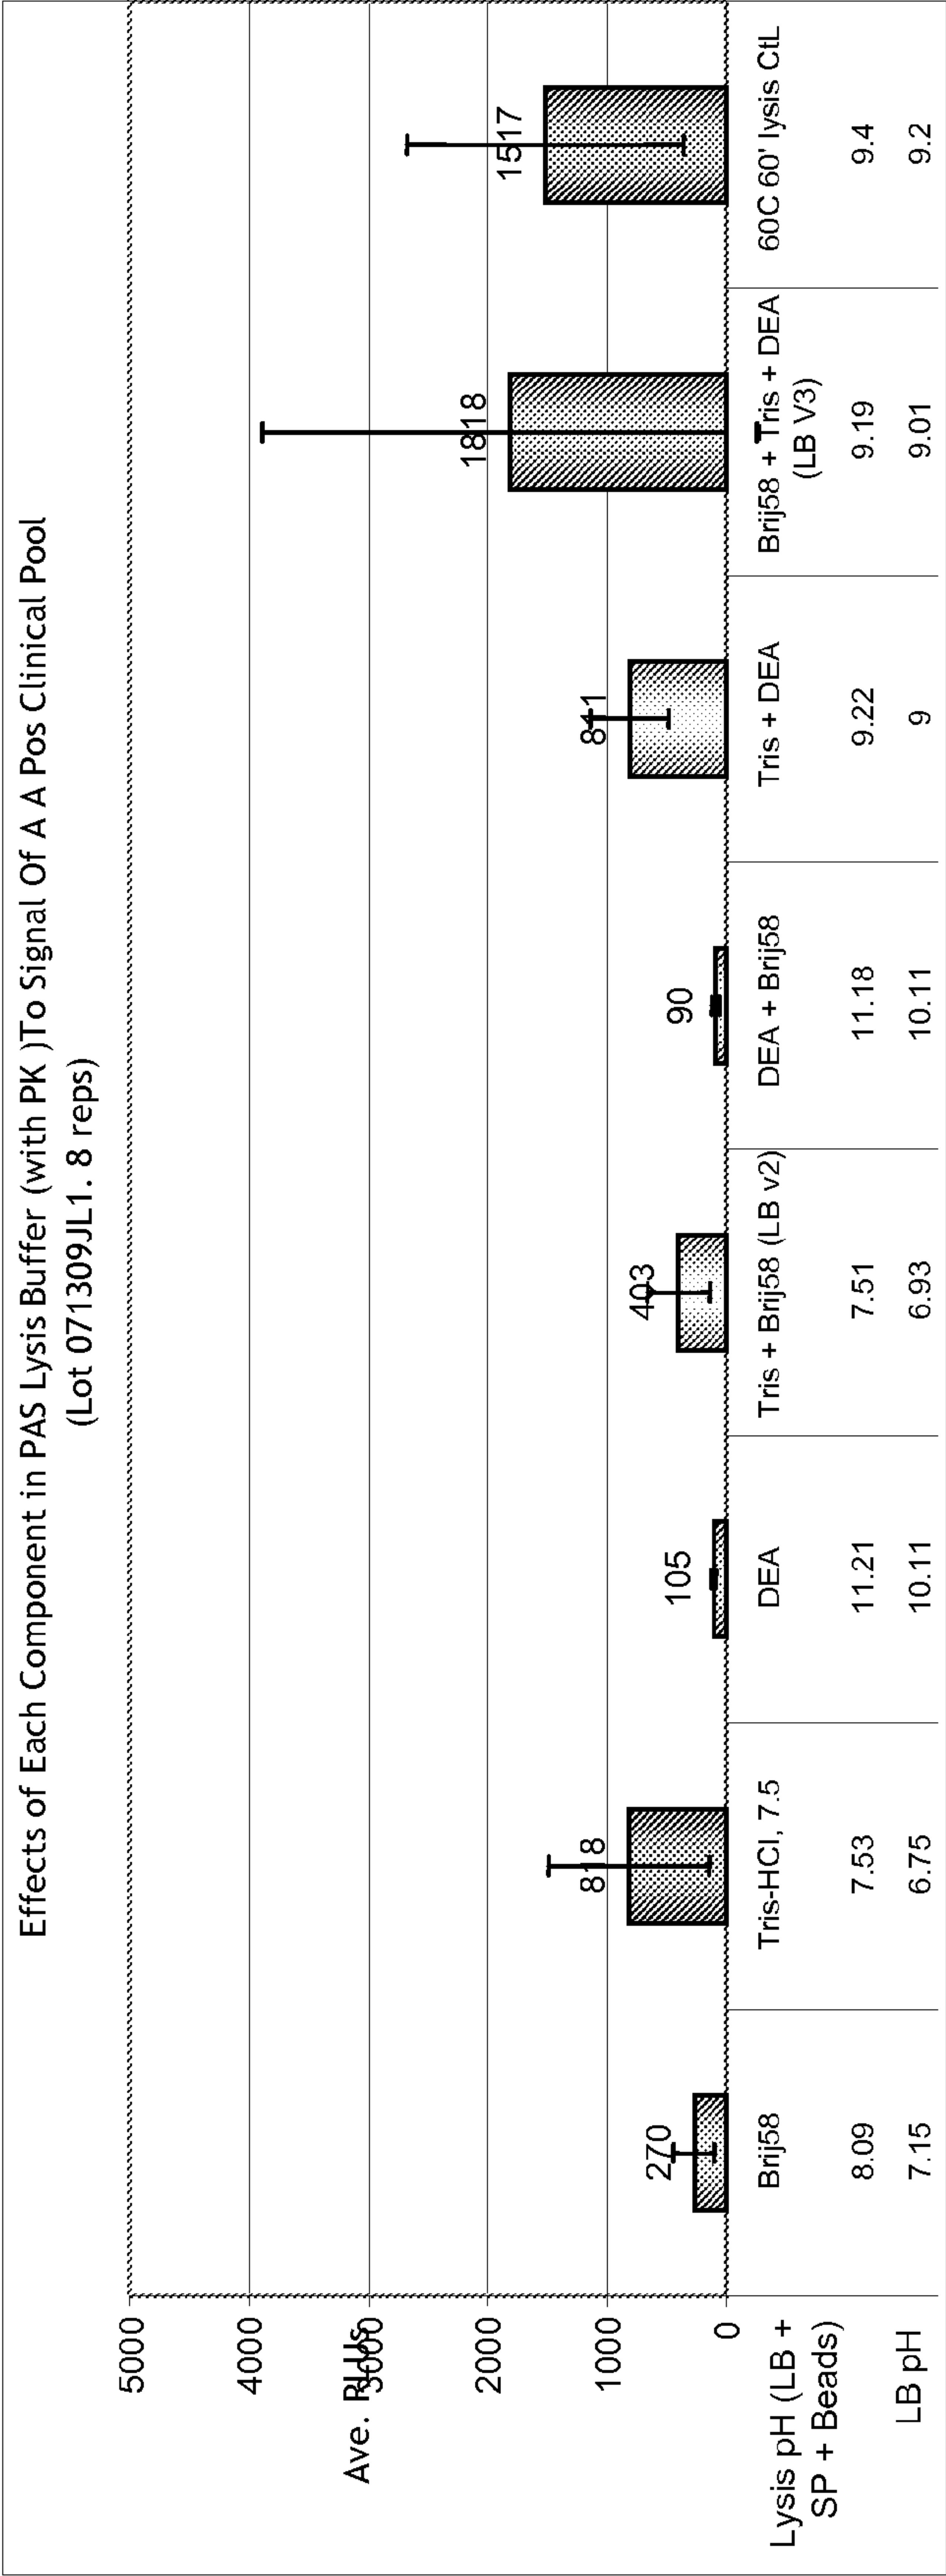 Effects of Each Component in PAS Lysis Buffer (with PK )To Signal Of A A Pos Clinical Pool
(Lot 071309JL1. 8 reps)
Ave. RLUs
5000
4000
3000
2000
1000
0
270
818
105
403
90
811
1818
1517
Brij58
Tris-HCl, 7.5
DEA
Tris + Brij58 (LB v2)
DEA + Brij58
Tris + DEA
Brij58 + Tris + DEA
(LB V3)
60C 60' lysis CtL
Lysis pH (LB +
SP + Beads)
8.09
7.53
11.21
7.51
11.18
9.22
9.19
9.4
LB pH
7.15
6.75
10.11
6.93
10.11
9
9.01
9.2